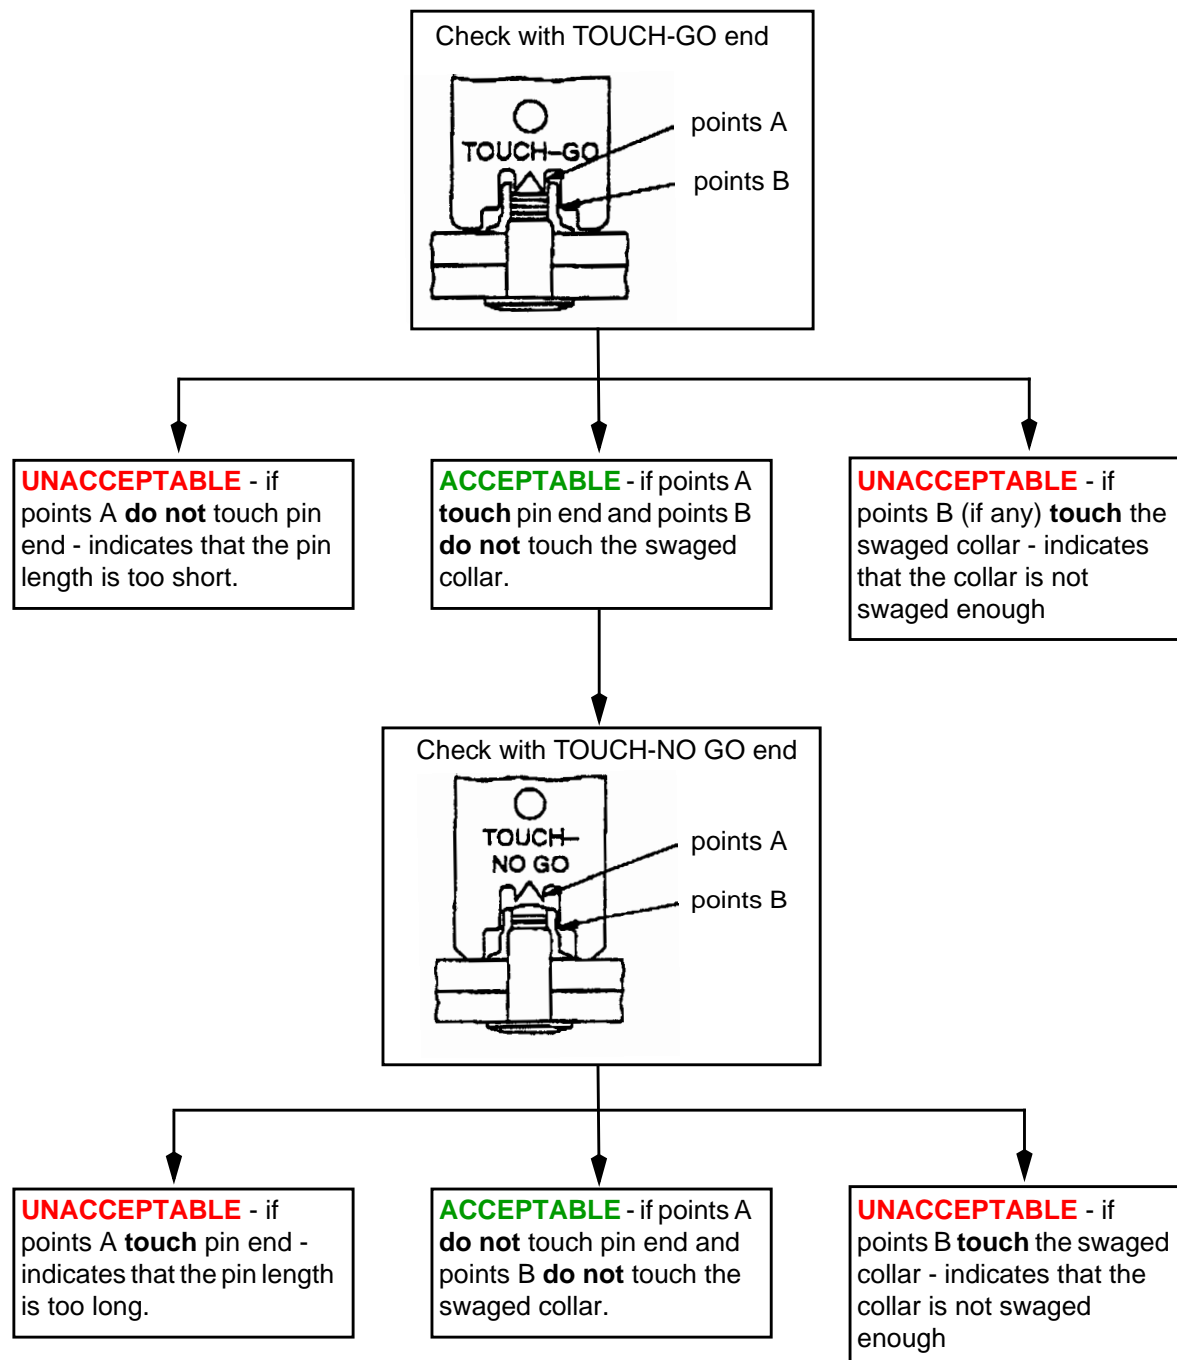 Check with TOUCH-GO end
TOUCH-GO
points A
points B
UNACCEPTABLE - if
points A do not touch pin
end - indicates that the pin
length is too short.
ACCEPTABLE - if points A
touch pin end and points B
do not touch the swaged
collar.
UNACCEPTABLE - if
points B (if any) touch the
swaged collar - indicates
that the collar is not
swaged enough
Check with TOUCH-NO GO end
TOUCH-
NO GO
points A
points B
UNACCEPTABLE - if
points A touch pin end -
indicates that the pin length
is too long.
ACCEPTABLE - if points A
do not touch pin end and
points B do not touch the
swaged collar.
UNACCEPTABLE - if
points B touch the swaged
collar - indicates that the
collar is not swaged
enough